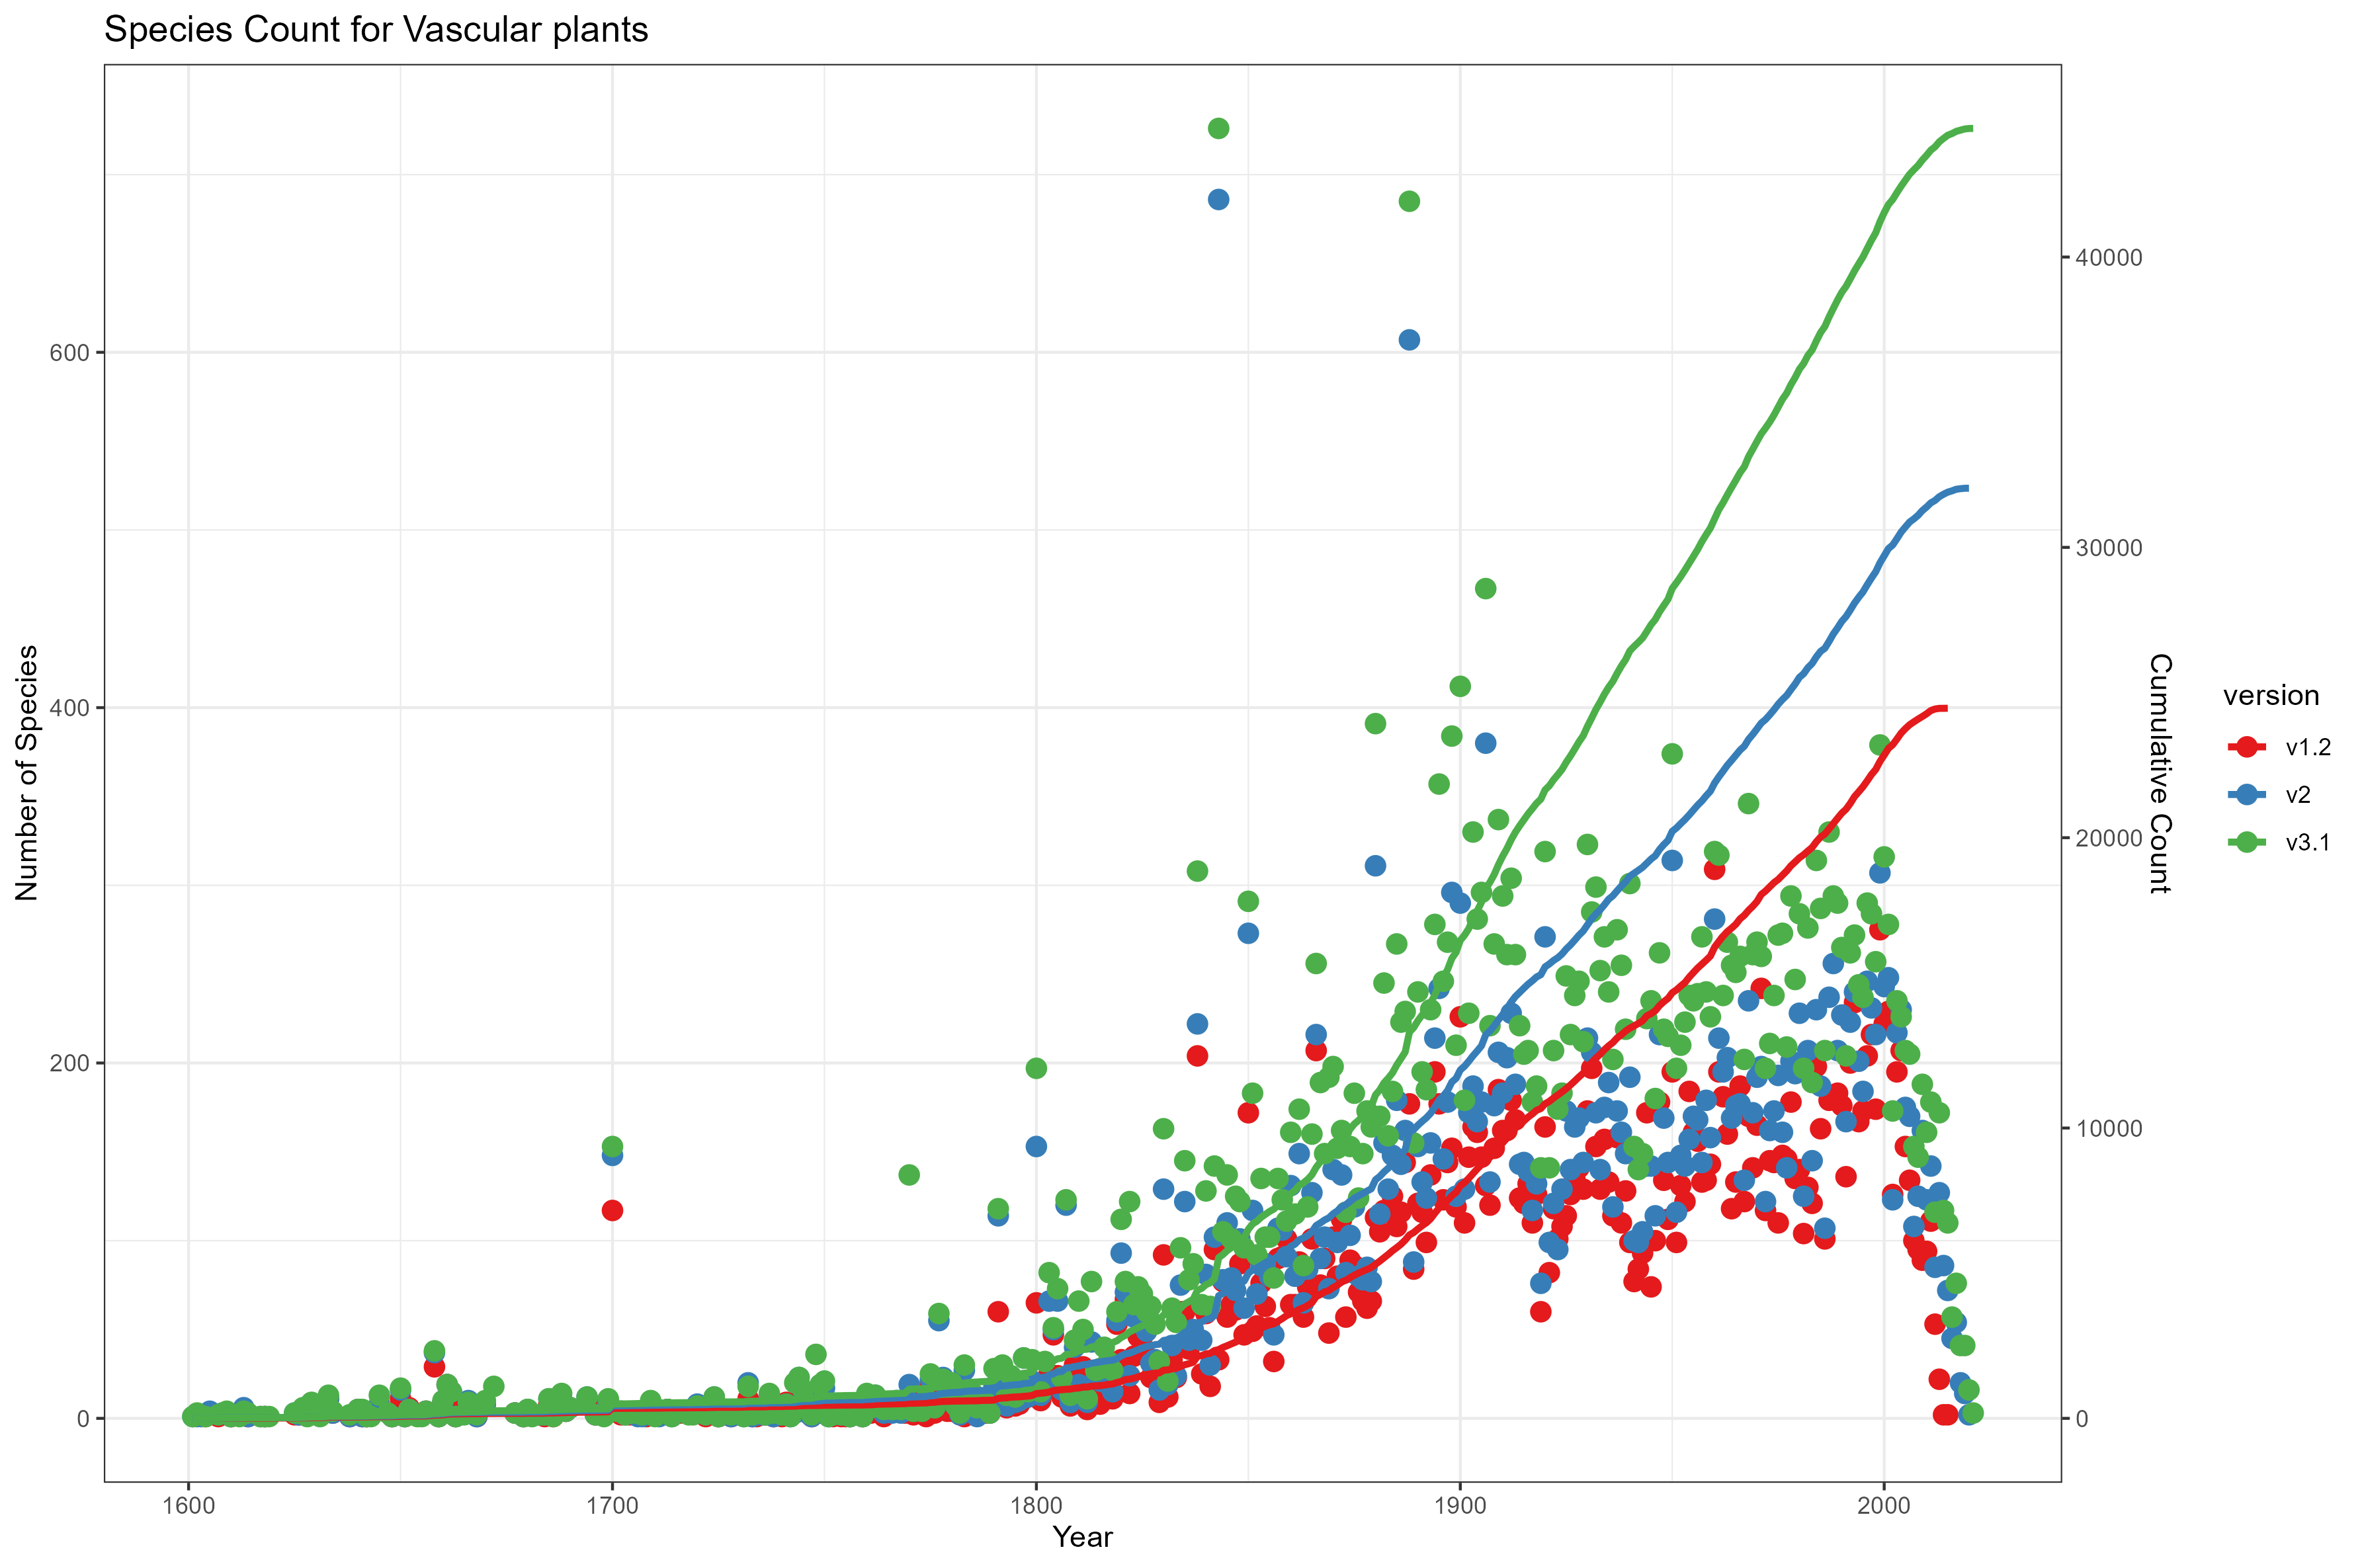 Species Count for Vascular plants
Number of Species
600
400
200
0
1600
1700
1800
1900
2000
Year
40000
30000
20000
10000
0
Cumulative Count
version
v1.2
v2
v3.1